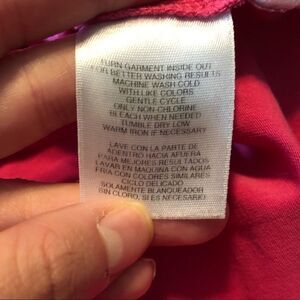 TURN GARMENT INSIDE OUT
FOR BETTER WASHING RESULTS
MACHINE WASH COLD
WITH LIKE COLORS
GENTLE CYCLE
ONLY NON-CHLORINE
BLEACH WHEN NEEDED
TUMBLE DRY LOW
WARM IRON IF NECESSARY
LAVE CON LA PARTE DE
ADENTRO HACIA AFUERA
PARA MEJORES RESULTADOS
LAVAR EN MAQUINA CON AGUA
FRIA CON COLORES SIMILARES
CICLO DELICADO
SOLAMENTE BLANQUEADOR
SIN CLORO, SI ES NECESARIO